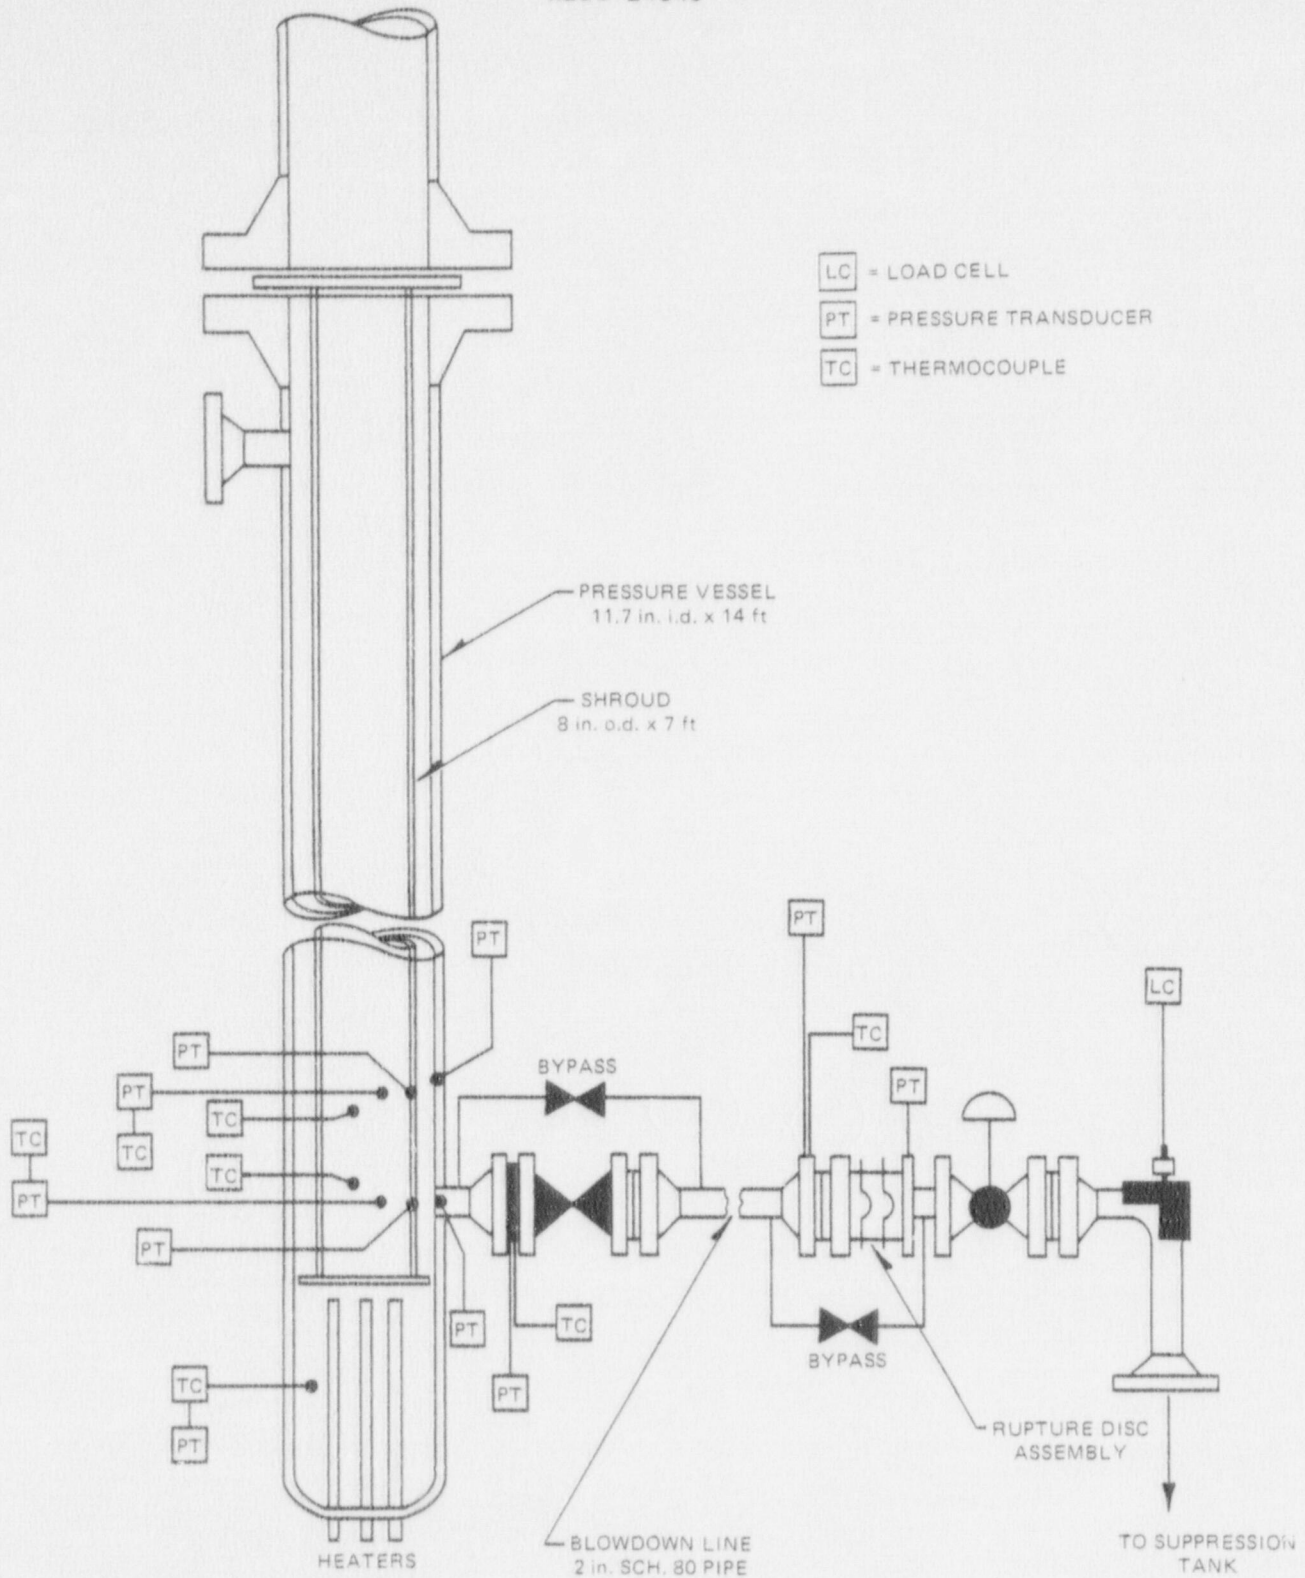 LC = LOAD CELL
PT = PRESSURE TRANSDUCER
TC = THERMOCOUPLE
PRESSURE VESSEL
11.7 in. i.d. x 14 ft
SHROUD
8 in. o.d. x 7 ft
PT
PT
LC
PT
TC
BYPASS
PT
PT
TC
TC
TC
TC
PT
PT
PT
TC
PT
BYPASS
TC
PT
RUPTURE DISC
ASSEMBLY
BLOWDOWN LINE
2 in. SCH. 80 PIPE
TO SUPPRESSION
TANK
HEATERS